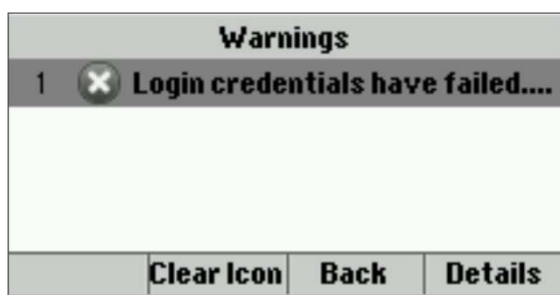 Warnings
1 Login credentials have failed....
Clear Icon Back Details